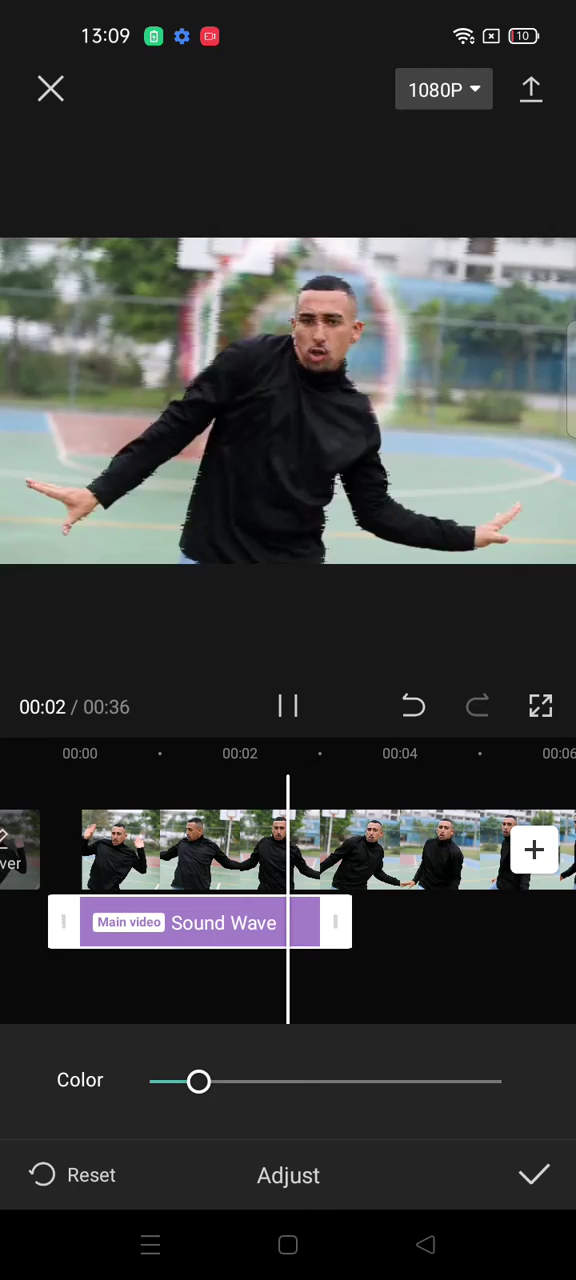 13:09
10
1080P
00:02 / 00:36
00:00
00:02
00:04
00:06
ver
Main video
Sound Wave
Color
Reset
Adjust